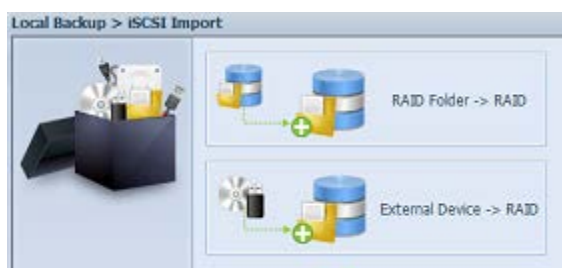 Local Backup > iSCSI Import
RAID Folder -> RAID
External Device -> RAID